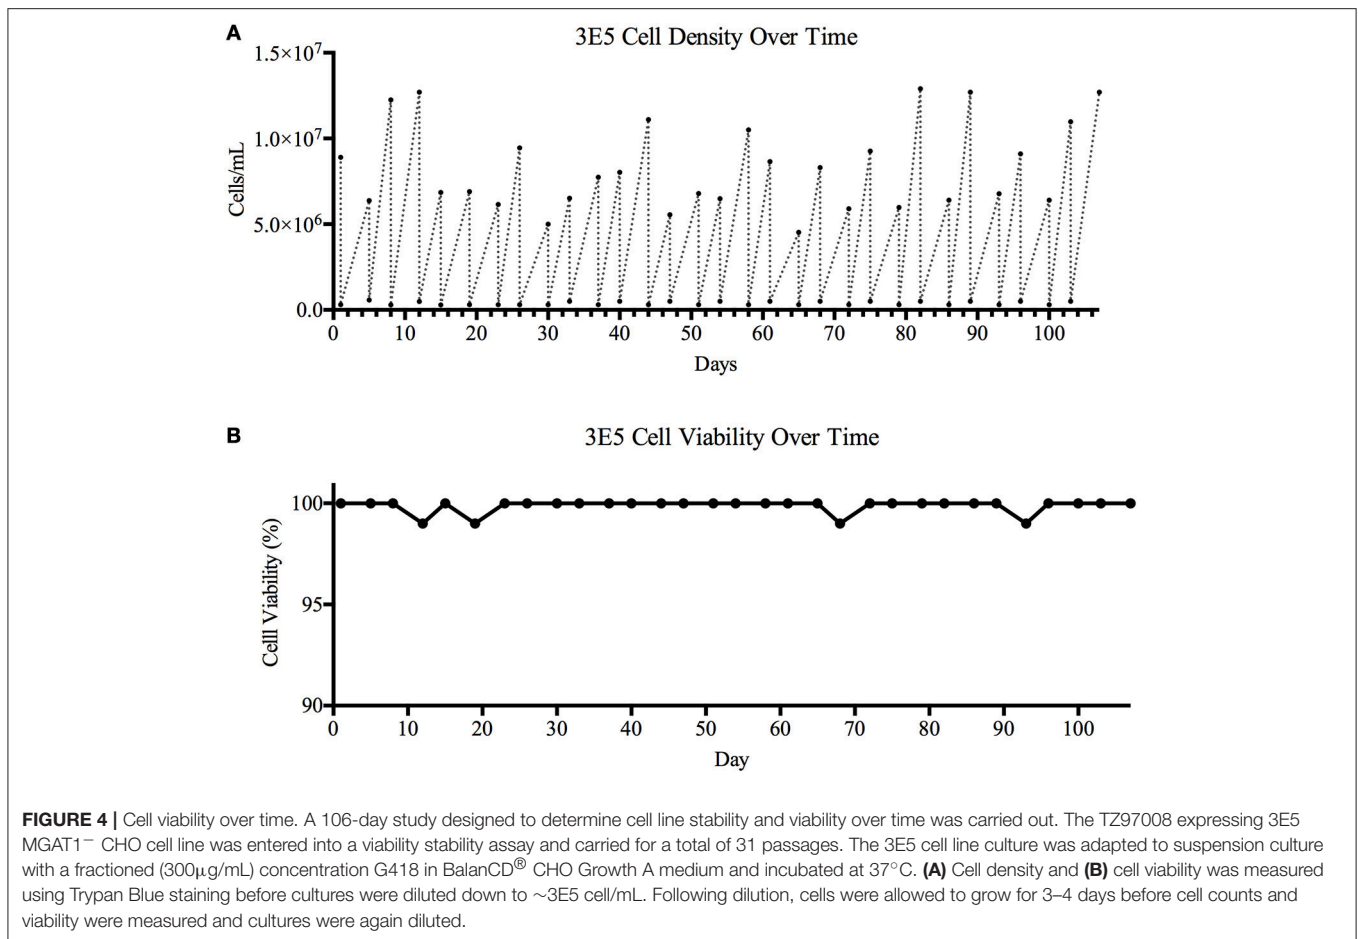 A
3E5 Cell Density Over Time
1.5×10⁷
1.0×10⁷
5.0×10⁶
0.0
Cells/mL
0 10 20 30 40 50 60 70 80 90 100
Days
B
3E5 Cell Viability Over Time
100
95
90
Celll Viability (%)
0 10 20 30 40 50 60 70 80 90 100
Day
FIGURE 4 | Cell viability over time. A 106-day study designed to determine cell line stability and viability over time was carried out. The TZ97008 expressing 3E5
MGAT1⁻ CHO cell line was entered into a viability stability assay and carried for a total of 31 passages. The 3E5 cell line culture was adapted to suspension culture
with a fractioned (300μg/mL) concentration G418 in BalanCD® CHO Growth A medium and incubated at 37°C. (A) Cell density and (B) cell viability was measured
using Trypan Blue staining before cultures were diluted down to ∼3E5 cell/mL. Following dilution, cells were allowed to grow for 3–4 days before cell counts and
viability were measured and cultures were again diluted.